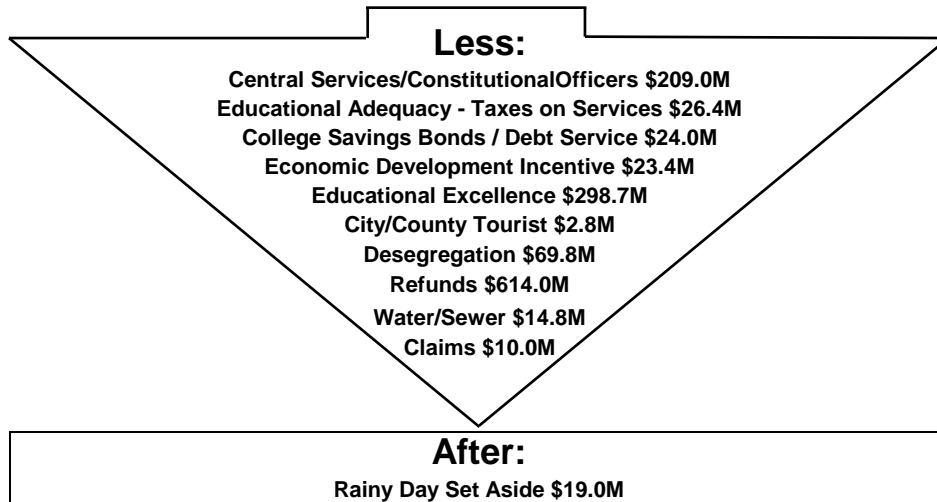 Less:
Central Services/ConstitutionalOfficers $209.0M
Educational Adequacy - Taxes on Services $26.4M
College Savings Bonds / Debt Service $24.0M
Economic Development Incentive $23.4M
Educational Excellence $298.7M
City/County Tourist $2.8M
Desegregation $69.8M
Refunds $614.0M
Water/Sewer $14.8M
Claims $10.0M
After:
Rainy Day Set Aside $19.0M